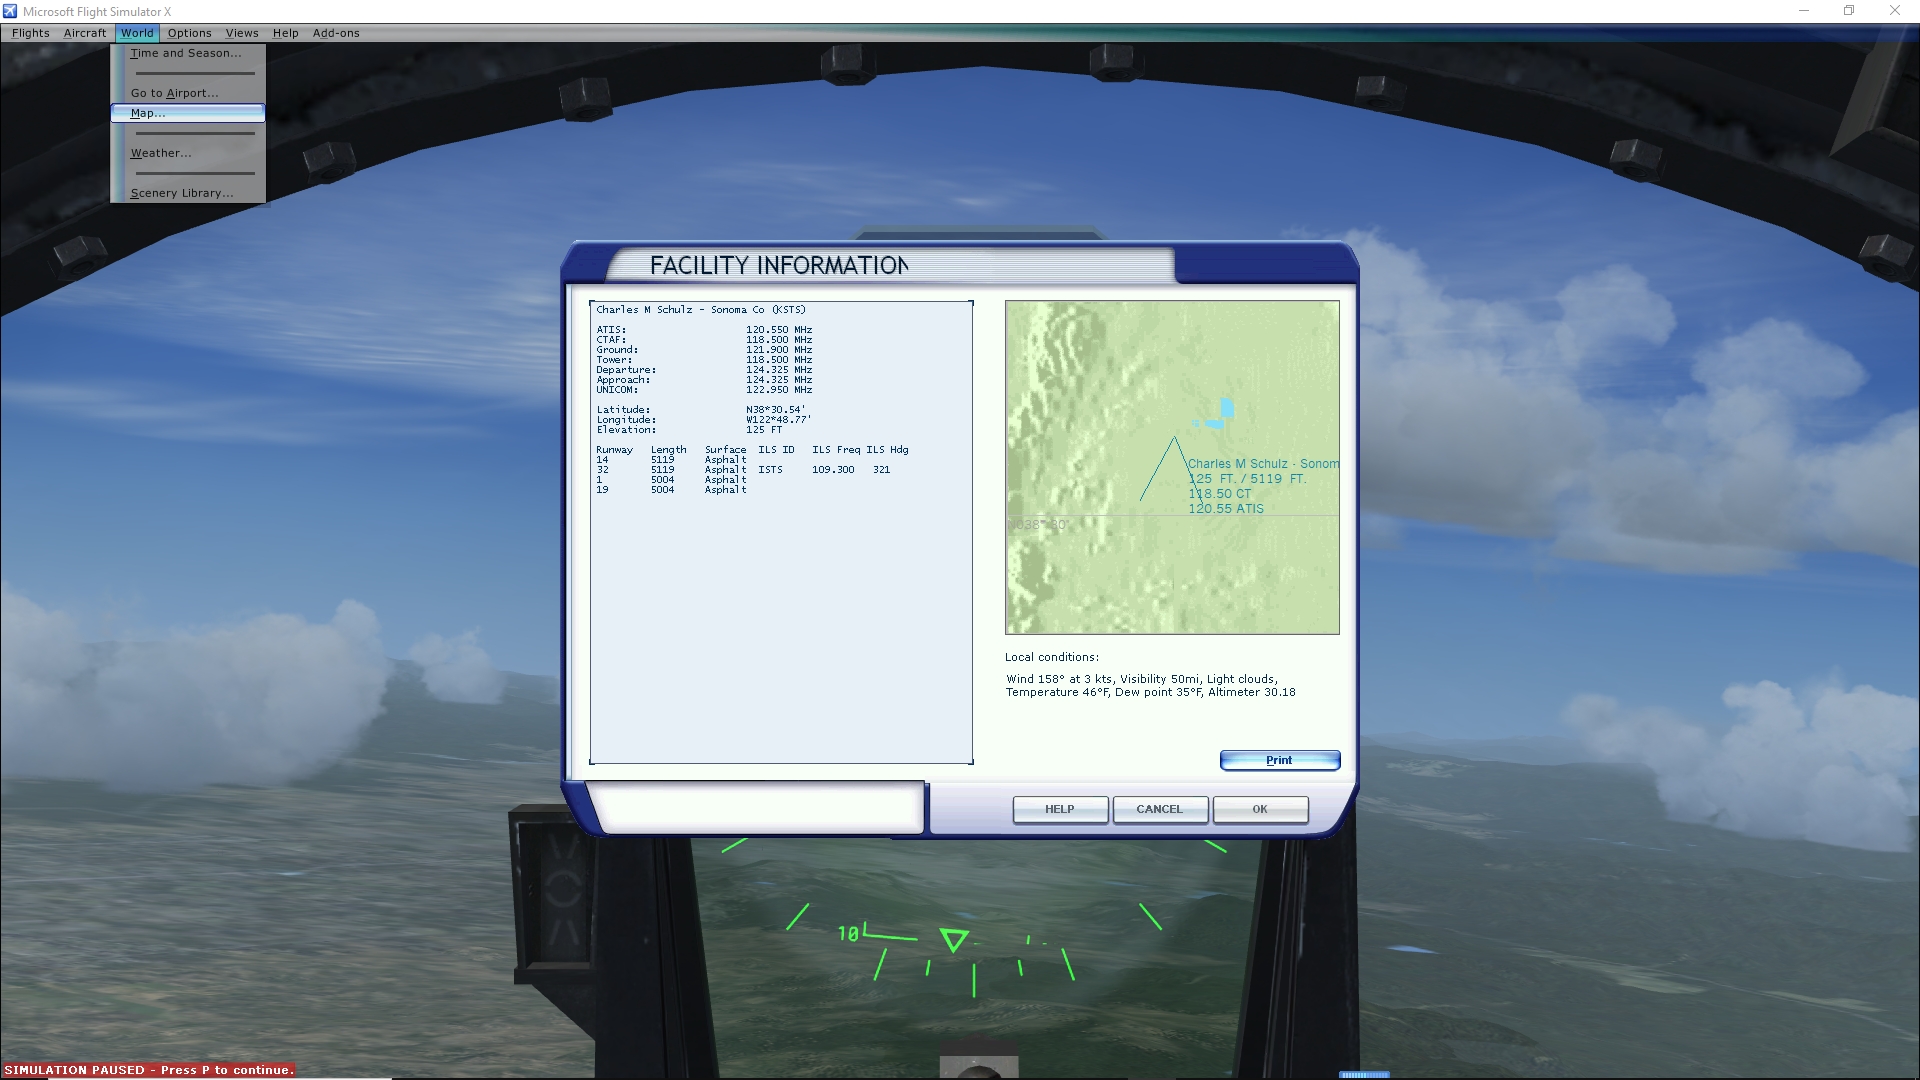 Microsoft Flight Simulator X
Flights Aircraft World Options Views Help Add-ons
Time and Season...
Go to Airport...
Map...
Weather...
Scenery Library...
FACILITY INFORMATION
Charles M Schulz - Sonoma Co (KSTS)
ATIS: 120.550 MHz
CTAF: 118.500 MHz
Ground: 121.900 MHz
Tower: 118.500 MHz
Departure: 124.325 MHz
Approach: 124.325 MHz
UNICOM: 122.950 MHz
Latitude: N38*30.54'
Longitude: W122*48.77'
Elevation: 125 FT
Runway Length Surface ILS ID ILS Freq ILS Hdg
14 5119 Asphalt
32 5119 Asphalt ISTS 109.300 321
1 5004 Asphalt
19 5004 Asphalt
Charles M Schulz - Sonom
125 FT. / 5119 FT.
118.50 CT
120.55 ATIS
N038° 30'
Local conditions:
Wind 158° at 3 kts, Visibility 50mi, Light clouds,
Temperature 46°F, Dew point 35°F, Altimeter 30.18
Print
HELP CANCEL OK
10
SIMULATION PAUSED - Press P to continue.